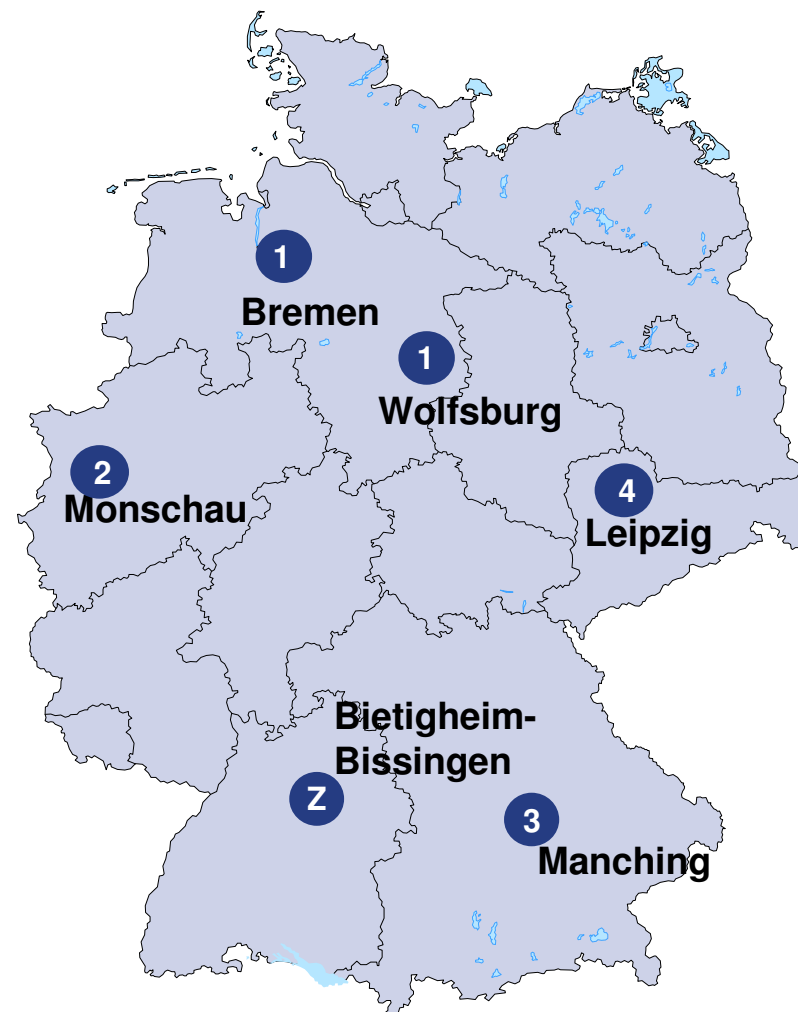 1
Bremen
1
Wolfsburg
2
Monschau
4
Leipzig
Bietigheim-
Bissingen
Z
3
Manching